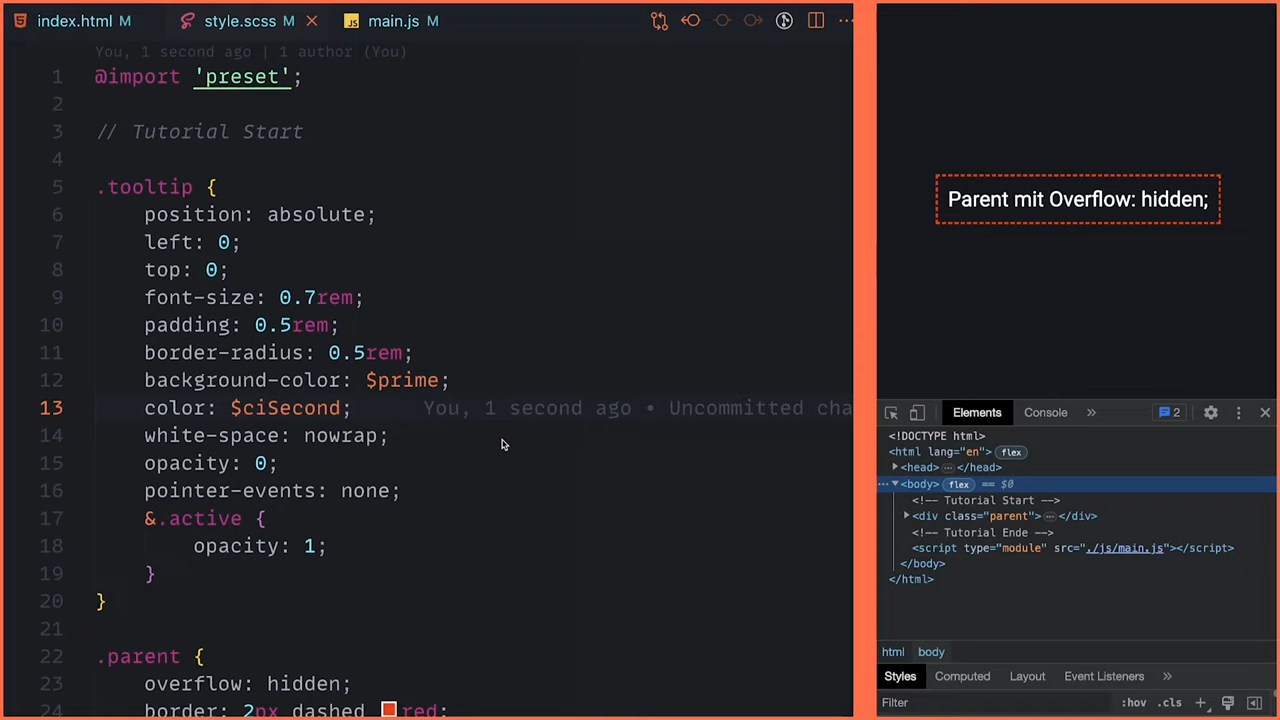 index.html M style.scss M main.js M
You, 1 second ago | 1 author (You)
1 @import 'preset';
2
3 // Tutorial Start
4
5 .tooltip {
6 position: absolute;
7 left: 0;
8 top: 0;
9 font-size: 0.7rem;
10 padding: 0.5rem;
11 border-radius: 0.5rem;
12 background-color: $prime;
13 color: $ciSecond; You, 1 second ago • Uncommitted cha
14 white-space: nowrap;
15 opacity: 0;
16 pointer-events: none;
17 &.active {
18 opacity: 1;
19 }
20 }
21
22 .parent {
23 overflow: hidden;
24 border: 2px dashed red;
Parent mit Overflow: hidden;
Elements Console » 2
<!DOCTYPE html>
<html lang="en"> flex
<head> … </head>
… <body> flex == $0
<!-- Tutorial Start -->
<div class="parent"> … </div>
<!-- Tutorial Ende -->
<script type="module" src="./js/main.js"></script>
</body>
</html>
html body
Styles Computed Layout Event Listeners »
Filter :hov .cls +